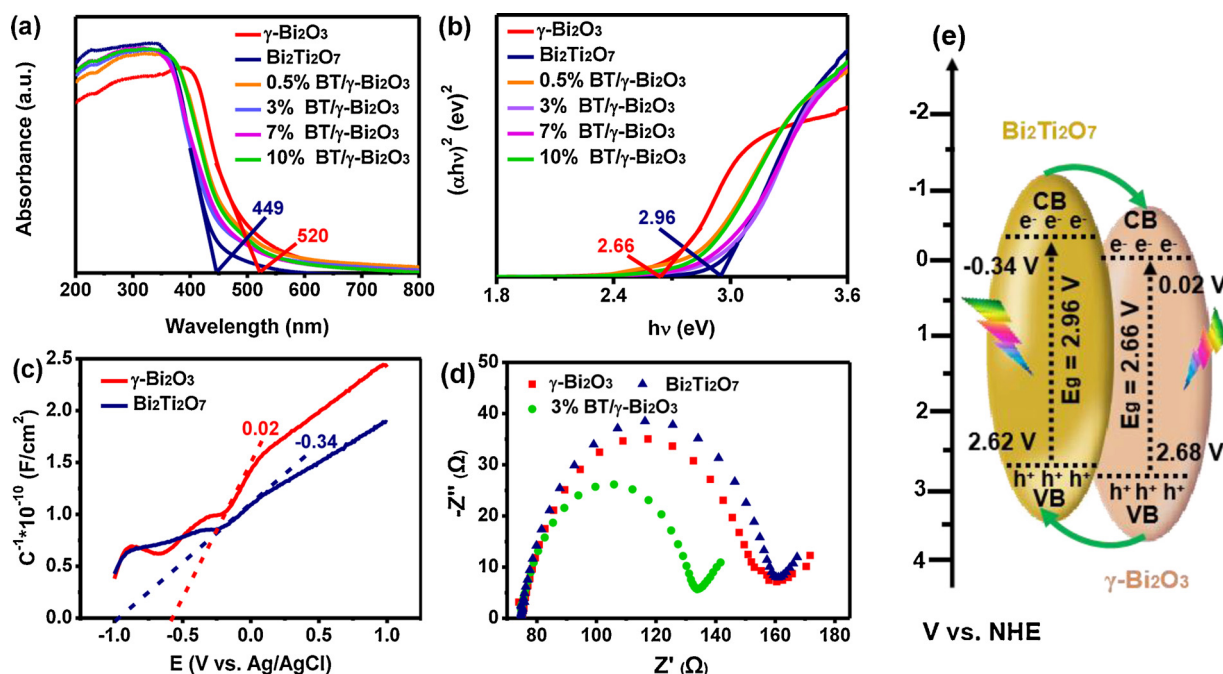 (a)
γ-Bi₂O₃
Bi₂Ti₂O₇
0.5% BT/γ-Bi₂O₃
3% BT/γ-Bi₂O₃
7% BT/γ-Bi₂O₃
10% BT/γ-Bi₂O₃
449
520
Absorbance (a.u.)
200 300 400 500 600 700 800
Wavelength (nm)
(b)
γ-Bi₂O₃
Bi₂Ti₂O₇
0.5% BT/γ-Bi₂O₃
3% BT/γ-Bi₂O₃
7% BT/γ-Bi₂O₃
10% BT/γ-Bi₂O₃
2.96
2.66
(αhν)² (ev)²
1.8 2.4 3.0 3.6
hν (eV)
(c)
γ-Bi₂O₃
Bi₂Ti₂O₇
0.02
-0.34
2.5
2.0
1.5
1.0
0.5
0.0
C⁻¹*10⁻¹⁰ (F/cm²)
-1.0 -0.5 0.0 0.5 1.0
E (V vs. Ag/AgCl)
(d)
γ-Bi₂O₃ Bi₂Ti₂O₇
3% BT/γ-Bi₂O₃
50
40
30
20
10
0
-Z'' (Ω)
80 100 120 140 160 180
Z' (Ω)
(e)
-2
-1
0
1
2
3
4
Bi₂Ti₂O₇
CB
e⁻ e⁻ e⁻
-0.34 V
Eg = 2.96 V
2.62 V
h⁺ h⁺ h⁺
VB
CB
e⁻ e⁻ e⁻
0.02 V
Eg = 2.66 V
2.68 V
h⁺ h⁺ h⁺
VB
γ-Bi₂O₃
V vs. NHE